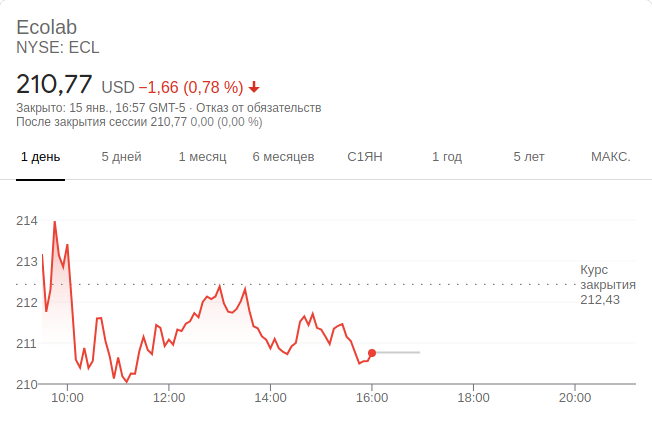 Ecolab
NYSE: ECL
210,77 USD −1,66 (0,78 %)
Закрыто: 15 янв., 16:57 GMT-5 · Отказ от обязательств
После закрытия сессии 210,77 0,00 (0,00 %)
1 день 5 дней 1 месяц 6 месяцев С1ЯН 1 год 5 лет МАКС.
214
213
212
211
210
Курс
закрытия
212,43
10:00 12:00 14:00 16:00 18:00 20:00